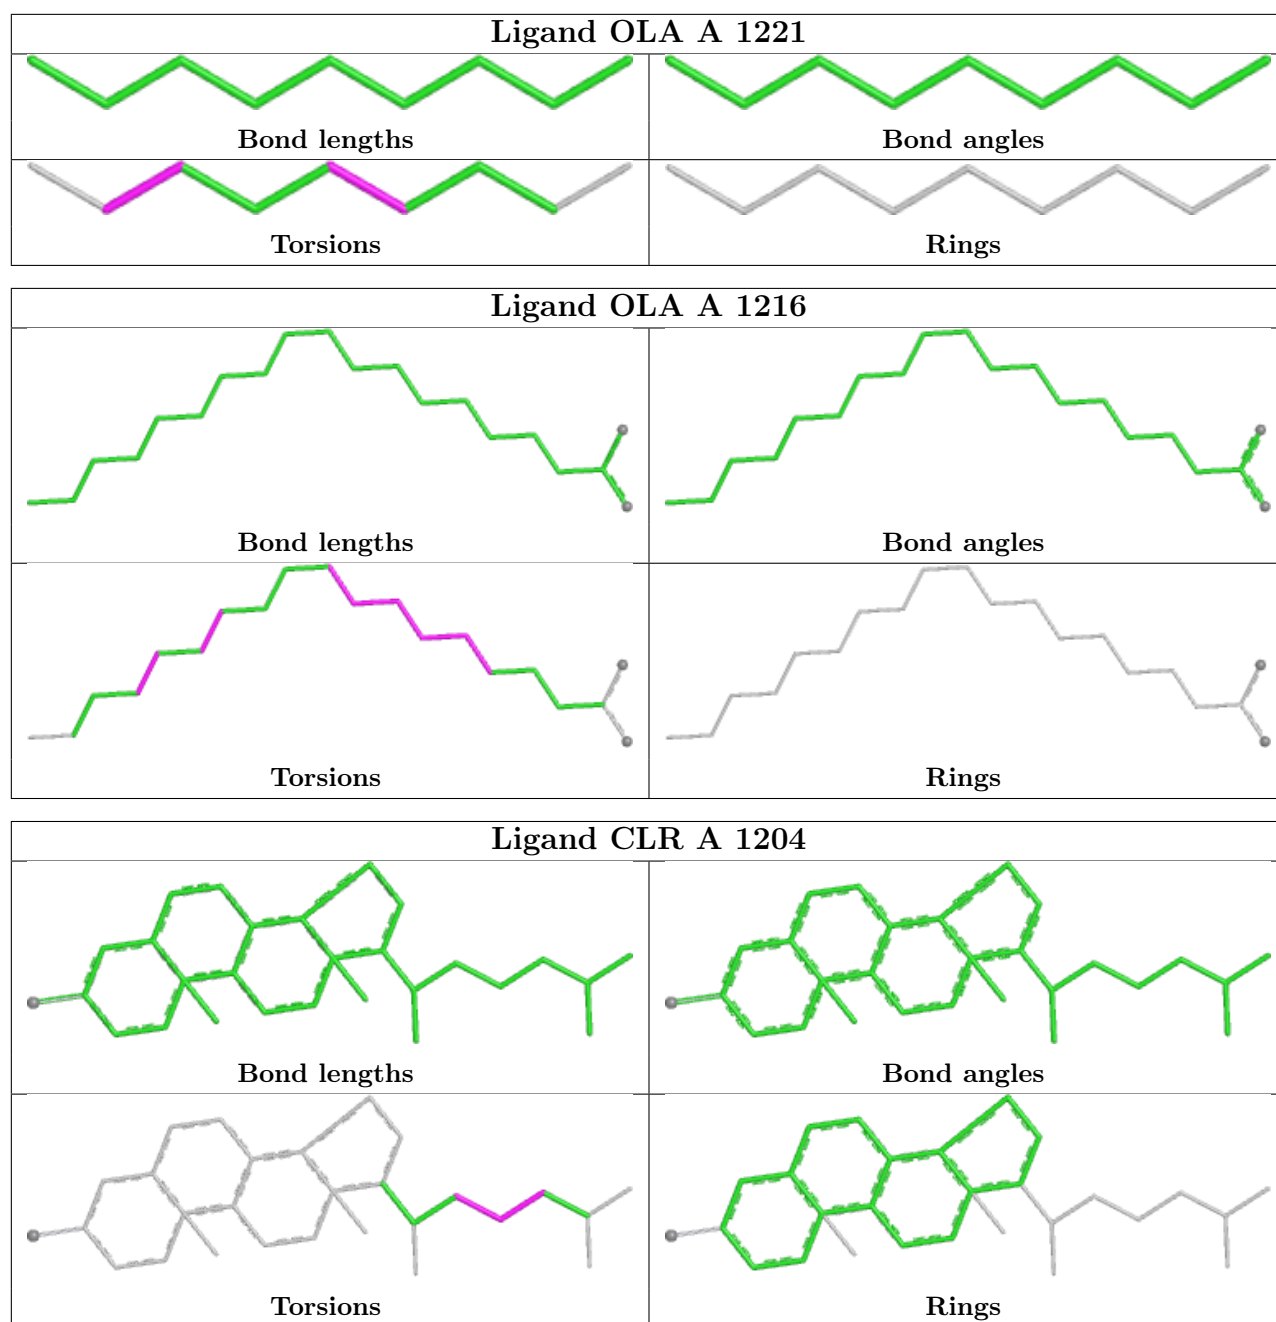 Ligand OLA A 1221
Bond lengths
Bond angles
Torsions
Rings
Ligand OLA A 1216
Bond lengths
Bond angles
Torsions
Rings
Ligand CLR A 1204
Bond lengths
Bond angles
Torsions
Rings